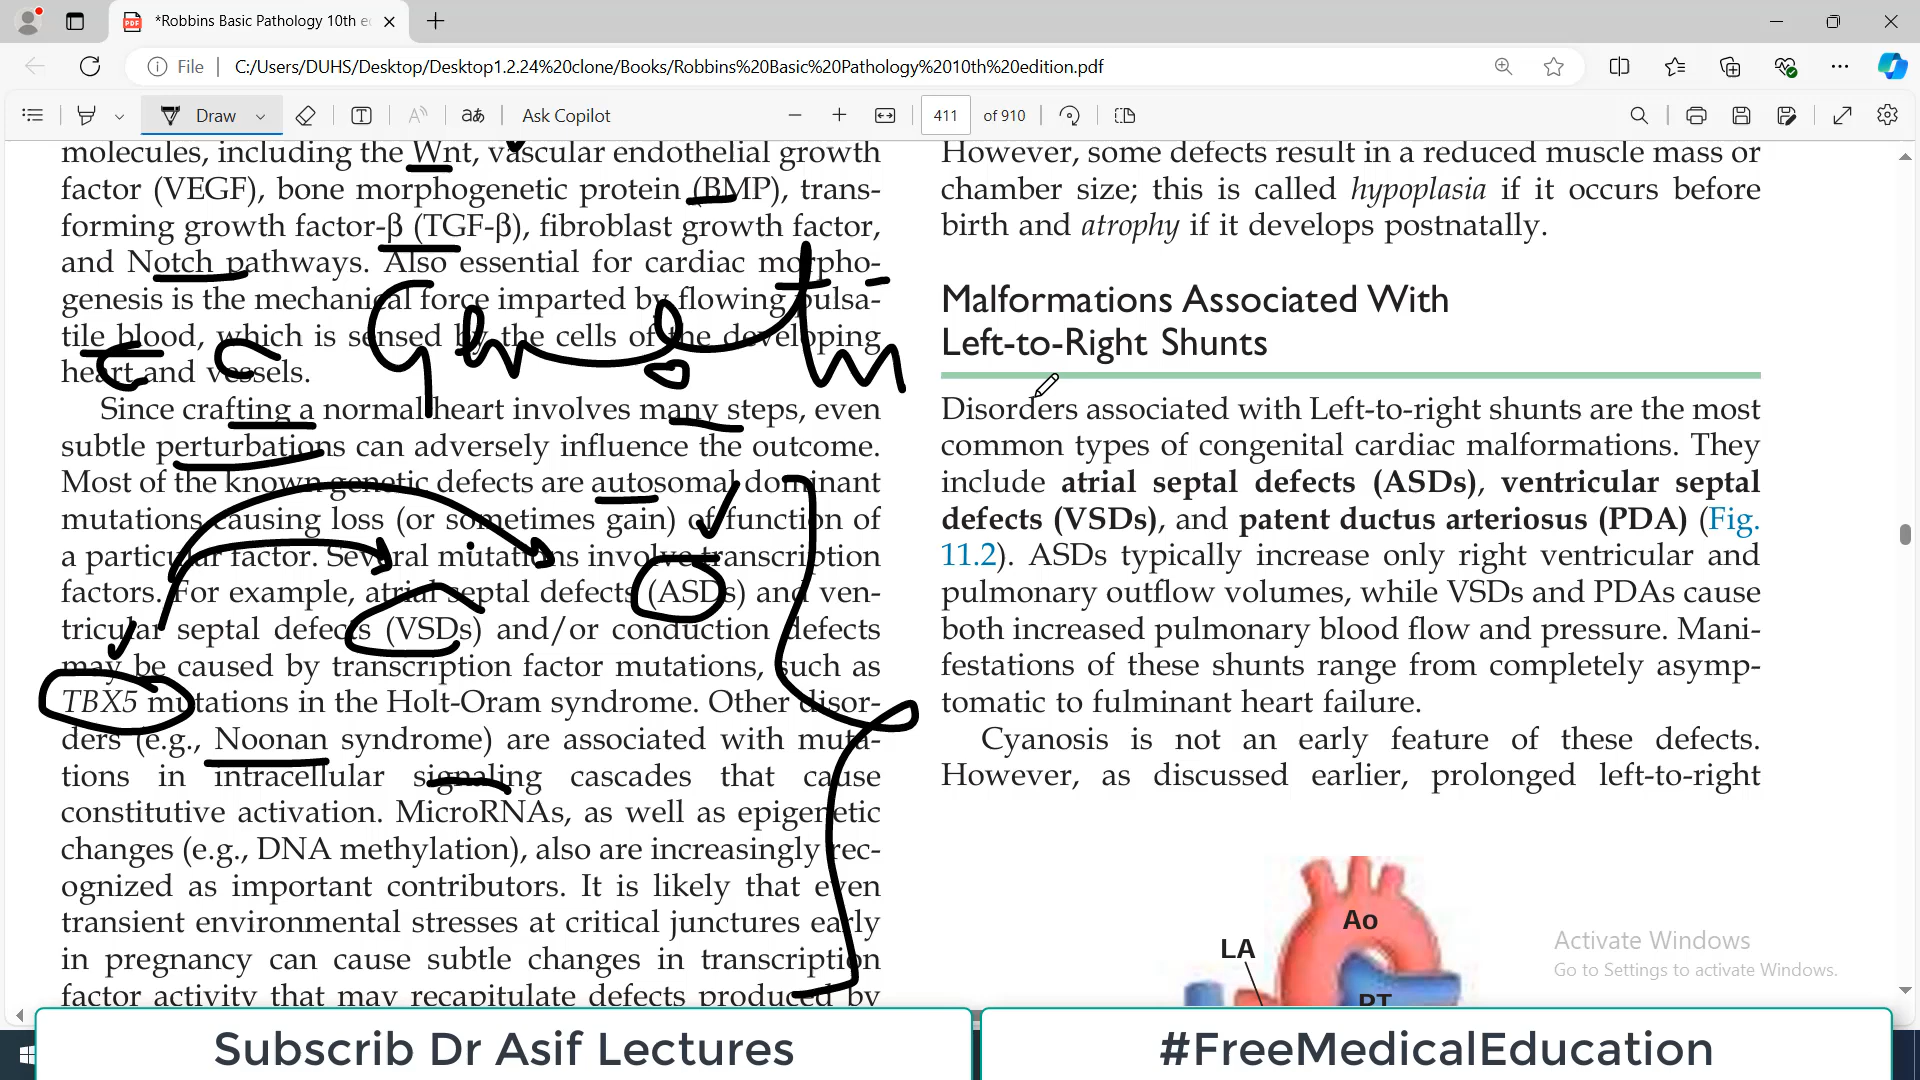 *Robbins Basic Pathology 10th e
File
C:/Users/DUHS/Desktop/Desktop1.2.24%20clone/Books/Robbins%20Basic%20Pathology%2010th%20edition.pdf
Draw
Ask Copilot
411 of 910
molecules, including the Wnt, vascular endothelial growth
factor (VEGF), bone morphogenetic protein (BMP), trans-
forming growth factor-β (TGF-β), fibroblast growth factor,
and Notch pathways. Also essential for cardiac morpho-
genesis is the mechanical force imparted by flowing pulsa-
tile blood, which is sensed by the cells of the developing
heart and vessels.
Since crafting a normal heart involves many steps, even
subtle perturbations can adversely influence the outcome.
Most of the known genetic defects are autosomal dominant
mutations causing loss (or sometimes gain) of function of
a particular factor. Several mutations involve transcription
factors. For example, atrial septal defects (ASDs) and ven-
tricular septal defects (VSDs) and/or conduction defects
may be caused by transcription factor mutations, such as
TBX5 mutations in the Holt-Oram syndrome. Other disor-
ders (e.g., Noonan syndrome) are associated with muta-
tions in intracellular signaling cascades that cause
constitutive activation. MicroRNAs, as well as epigenetic
changes (e.g., DNA methylation), also are increasingly rec-
ognized as important contributors. It is likely that even
transient environmental stresses at critical junctures early
in pregnancy can cause subtle changes in transcription
factor activity that may recapitulate defects produced by
However, some defects result in a reduced muscle mass or
chamber size; this is called hypoplasia if it occurs before
birth and atrophy if it develops postnatally.
Malformations Associated With
Left-to-Right Shunts
Disorders associated with Left-to-right shunts are the most
common types of congenital cardiac malformations. They
include atrial septal defects (ASDs), ventricular septal
defects (VSDs), and patent ductus arteriosus (PDA) (Fig.
11.2). ASDs typically increase only right ventricular and
pulmonary outflow volumes, while VSDs and PDAs cause
both increased pulmonary blood flow and pressure. Mani-
festations of these shunts range from completely asymp-
tomatic to fulminant heart failure.
Cyanosis is not an early feature of these defects.
However, as discussed earlier, prolonged left-to-right
Ao
LA
PT
Activate Windows
Go to Settings to activate Windows.
Subscrib Dr Asif Lectures
#FreeMedicalEducation